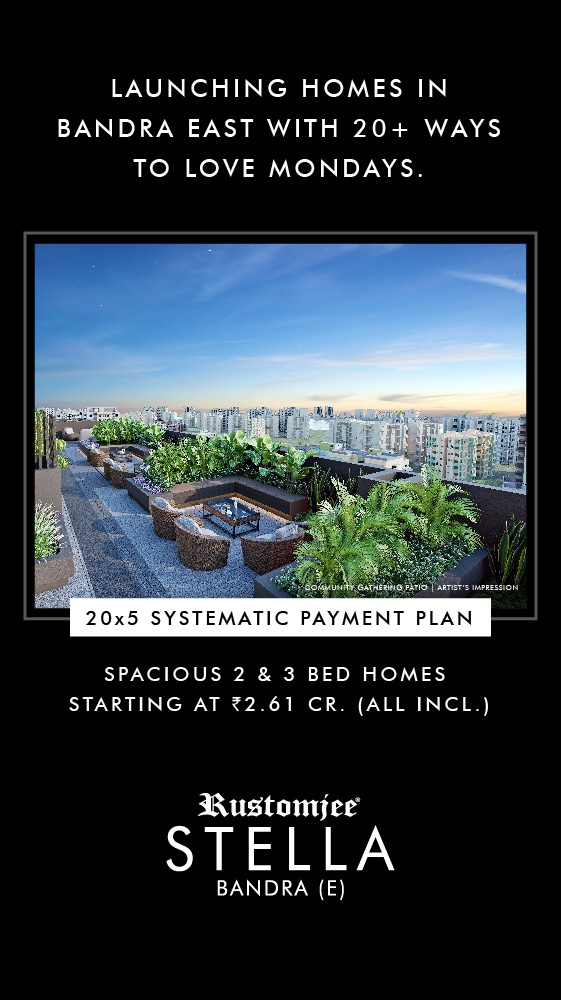 LAUNCHING HOMES IN
BANDRA EAST WITH 20+ WAYS
TO LOVE MONDAYS.
COMMUNITY GATHERING PATIO | ARTIST'S IMPRESSION
20x5 SYSTEMATIC PAYMENT PLAN
SPACIOUS 2 & 3 BED HOMES
STARTING AT ₹2.61 CR. (ALL INCL.)
Rustomjee®
STELLA
BANDRA (E)